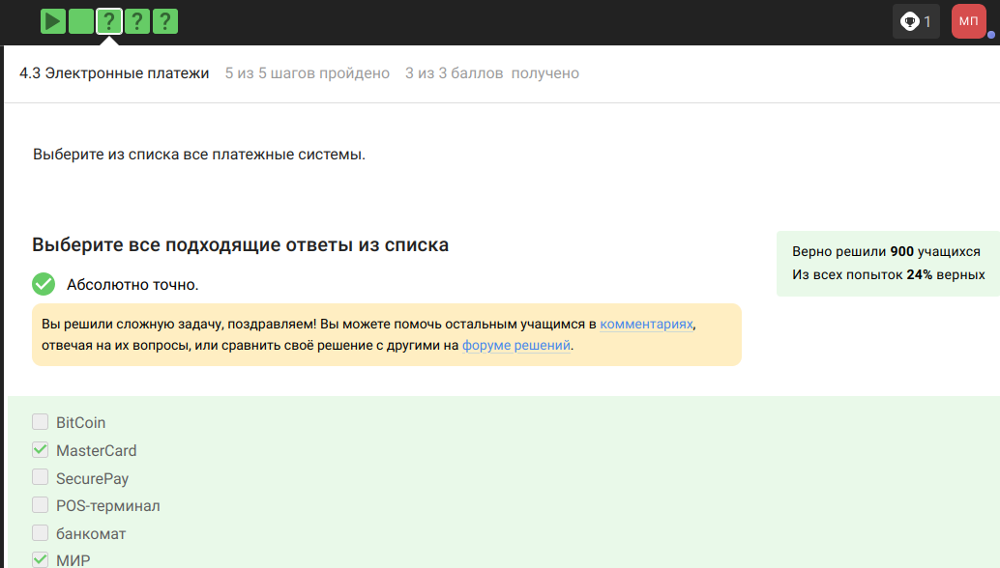 ? ? ?
1
МП
4.3 Электронные платежи 5 из 5 шагов пройдено 3 из 3 баллов получено
Выберите из списка все платежные системы.
Выберите все подходящие ответы из списка
Верно решили 900 учащихся
Из всех попыток 24% верных
Абсолютно точно.
Вы решили сложную задачу, поздравляем! Вы можете помочь остальным учащимся в комментариях,
отвечая на их вопросы, или сравнить своё решение с другими на форуме решений.
BitCoin
MasterCard
SecurePay
POS-терминал
банкомат
МИР